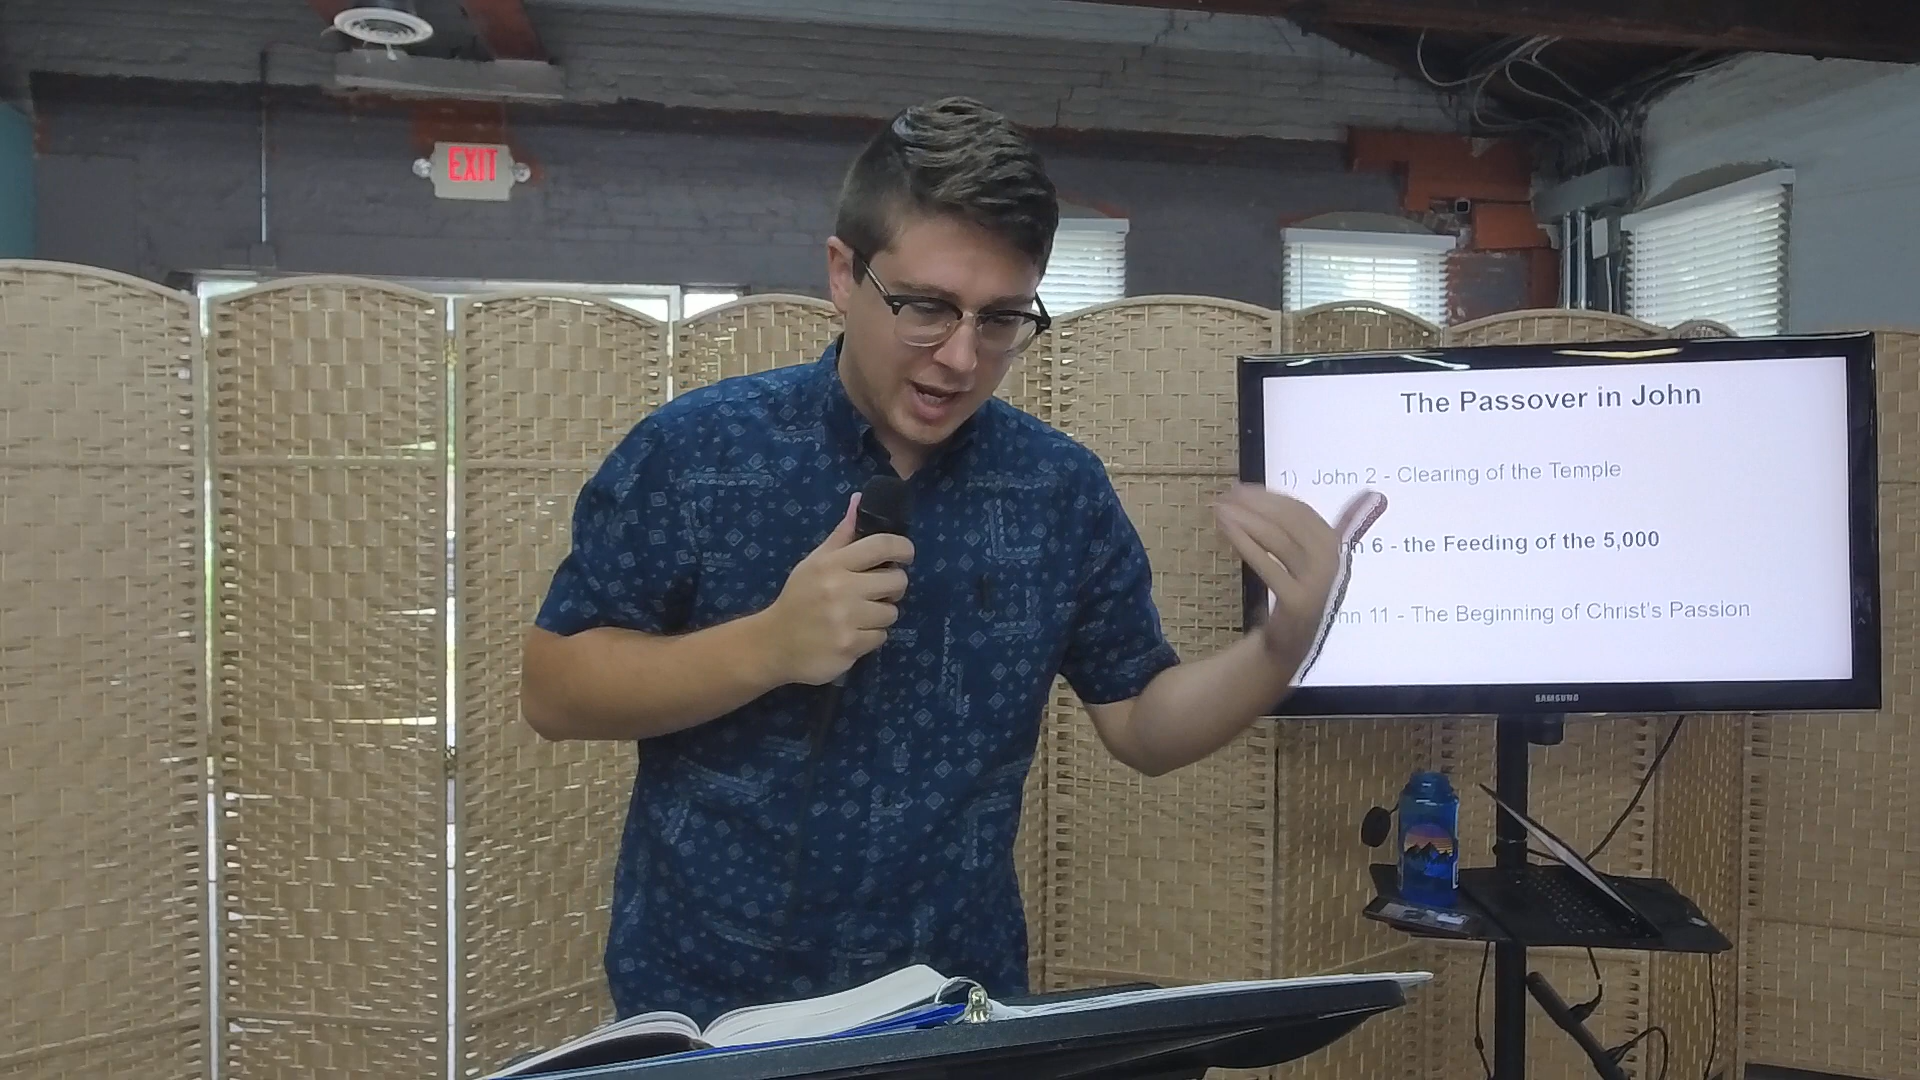 EXIT
The Passover in John
1) John 2 - Clearing of the Temple
6 - the Feeding of the 5,000
11 - The Beginning of Christ's Passion
SAMSUNG